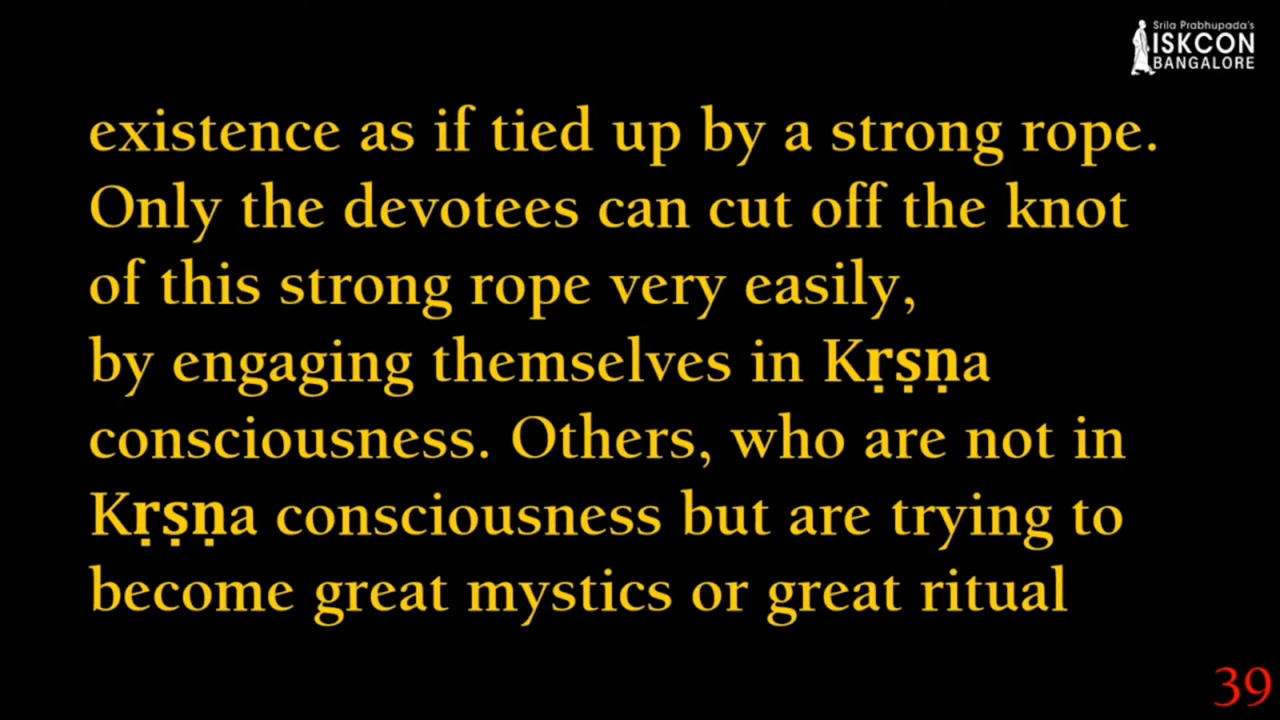 Srila Prabhupada's
ISKCON
BANGALORE
existence as if tied up by a strong rope.
Only the devotees can cut off the knot
of this strong rope very easily,
by engaging themselves in Kṛṣṇa
consciousness. Others, who are not in
Kṛṣṇa consciousness but are trying to
become great mystics or great ritual
39